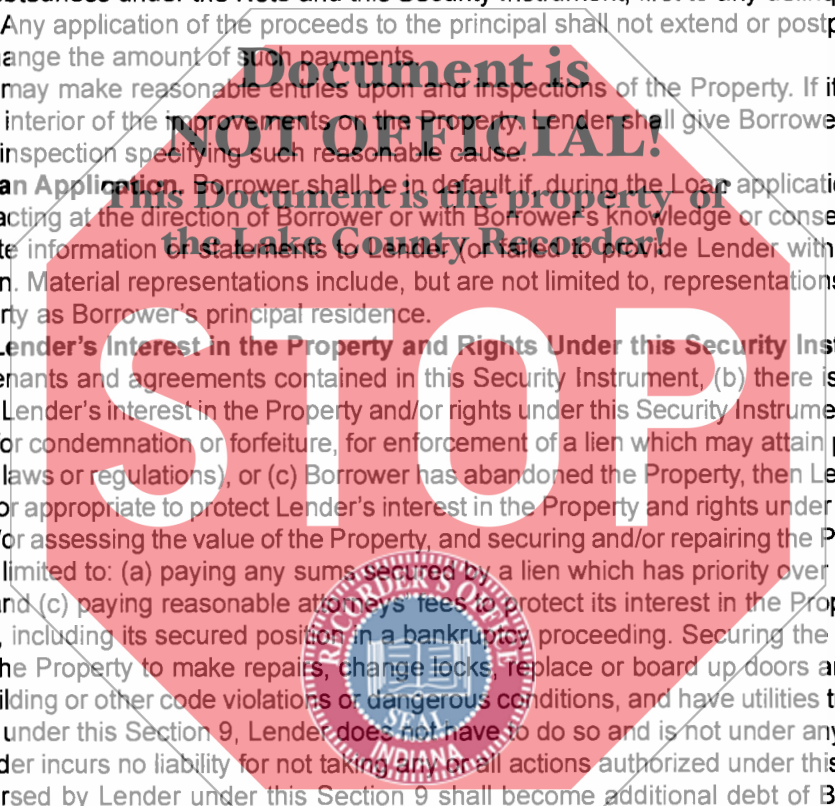 Any application of the proceeds to the principal shall not extend or postp
ange the amount of such payments.
Document is
may make reasonable entries upon and inspections of the Property. If it
interior of the improvements on the Property, Lender shall give Borrowe
NOT OFFICIAL!
inspection specifying such reasonable cause.
an Application. Borrower shall be in default if, during the Loan applicati
This Document is the property of
acting at the direction of Borrower or with Borrower's knowledge or conse
the Lake County Recorder!
te information or statements to Lender (or failed to provide Lender with
n. Material representations include, but are not limited to, representations
rty as Borrower's principal residence.
Lender's Interest in the Property and Rights Under this Security Inst
enants and agreements contained in this Security Instrument, (b) there is
Lender's interest in the Property and/or rights under this Security Instrume
or condemnation or forfeiture, for enforcement of a lien which may attain p
STOP
laws or regulations), or (c) Borrower has abandoned the Property, then Le
or appropriate to protect Lender's interest in the Property and rights under
/or assessing the value of the Property, and securing and/or repairing the P
limited to: (a) paying any sums secured by a lien which has priority over
nd (c) paying reasonable attorneys' fees to protect its interest in the Prop
RECORDER'S OFFICE
, including its secured position in a bankruptcy proceeding. Securing the
he Property to make repairs, change locks, replace or board up doors an
ilding or other code violations or dangerous conditions, and have utilities t
SEAL
under this Section 9, Lender does not have to do so and is not under any
INDIANA
der incurs no liability for not taking any or all actions authorized under this
rsed by Lender under this Section 9 shall become additional debt of B